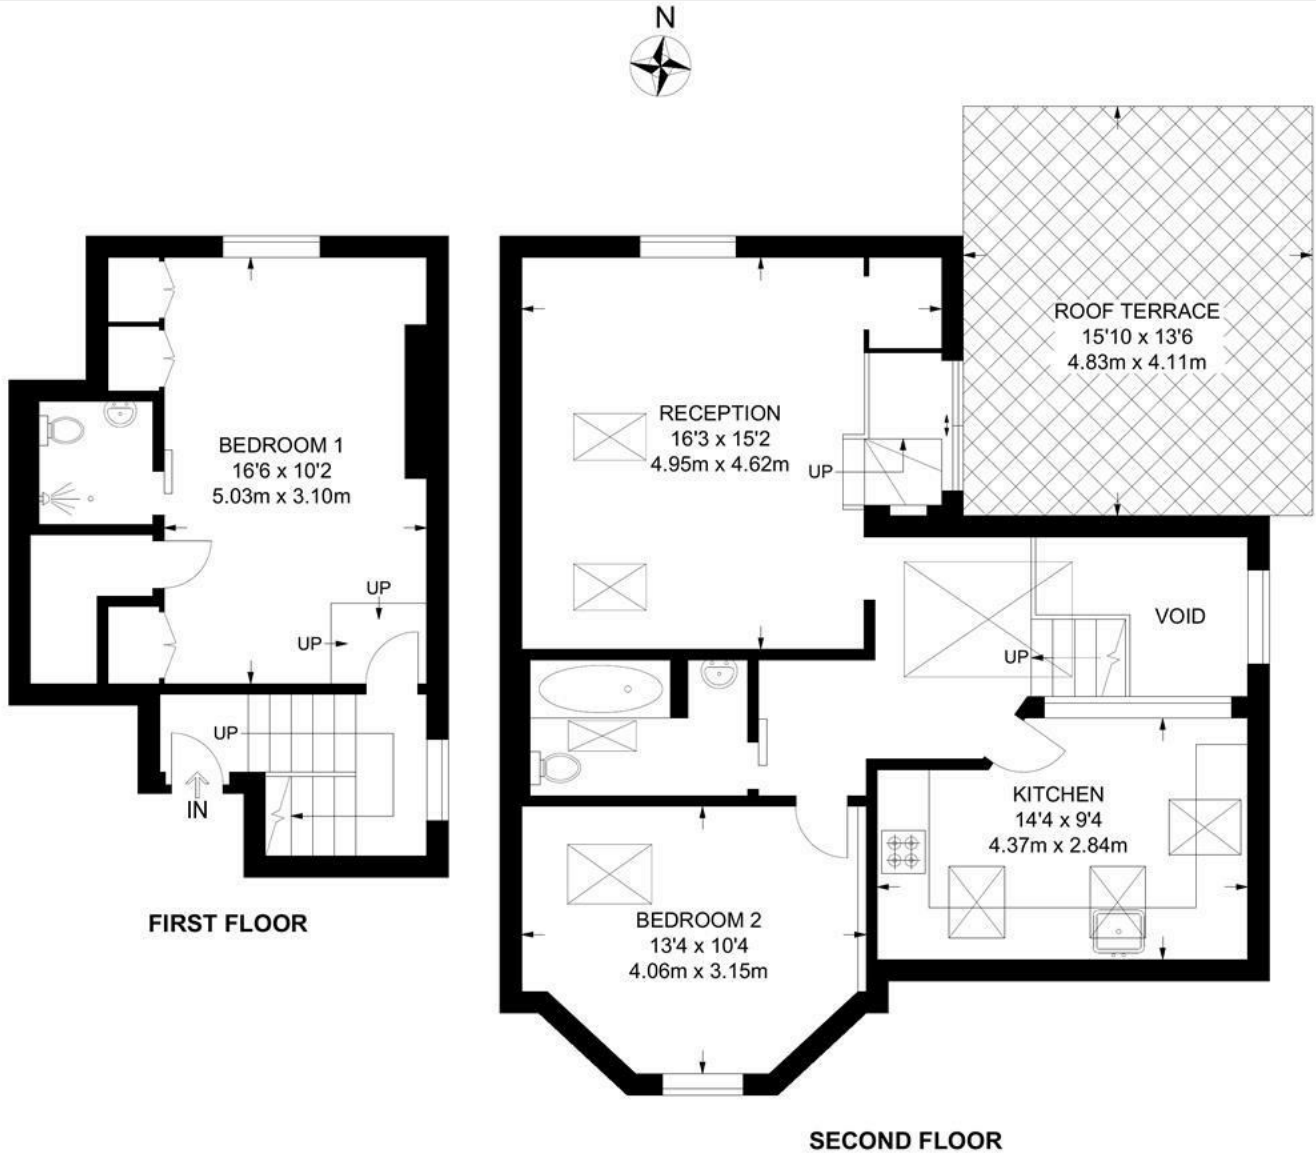 N
ROOF TERRACE
15'10 x 13'6
4.83m x 4.11m
BEDROOM 1
16'6 x 10'2
5.03m x 3.10m
UP
UP
UP
IN
FIRST FLOOR
RECEPTION
16'3 x 15'2
4.95m x 4.62m
UP
VOID
UP
KITCHEN
14'4 x 9'4
4.37m x 2.84m
BEDROOM 2
13'4 x 10'4
4.06m x 3.15m
SECOND FLOOR